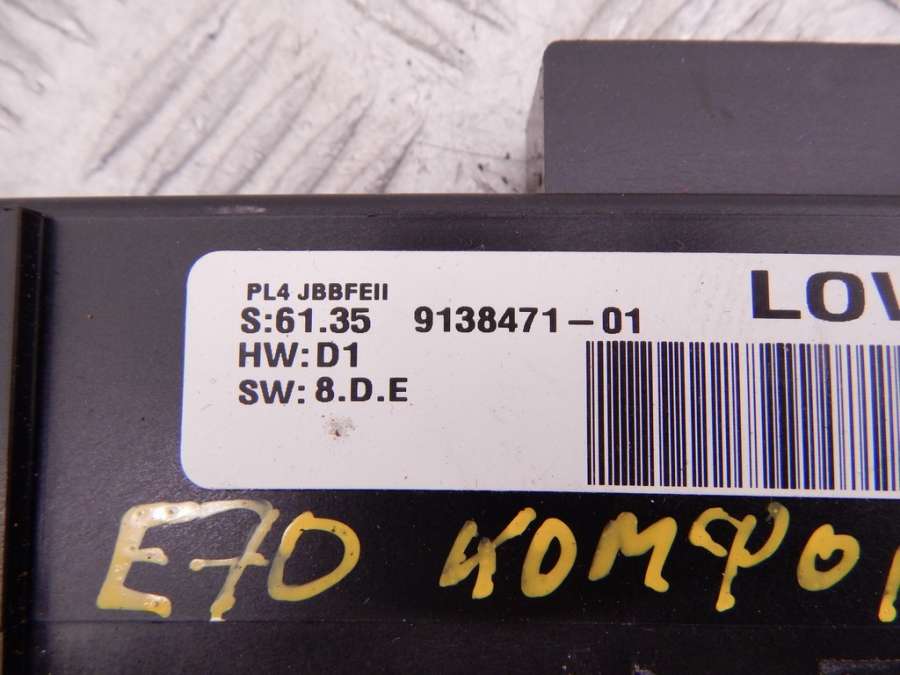 PL4 JBBFEII
S:61.35 9138471-01
HW:D1
SW: 8.D.E
E70